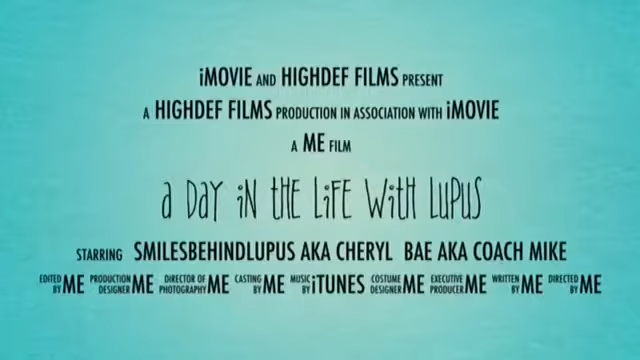 iMOVIE AND HIGHDEF FILMS PRESENT
A HIGHDEF FILMS PRODUCTION IN ASSOCIATION WITH iMOVIE
A ME FILM
a Day iN tHE LiFE WitH LuPuS
STARRING SMILESBEHINDLUPUS AKA CHERYL BAE AKA COACH MIKE
EDITED BY ME PRODUCTION DESIGNER ME DIRECTOR OF PHOTOGRAPHY ME CASTING BY ME MUSIC BY iTUNES COSTUME DESIGNER ME EXECUTIVE PRODUCER ME WRITTEN BY ME DIRECTED BY ME